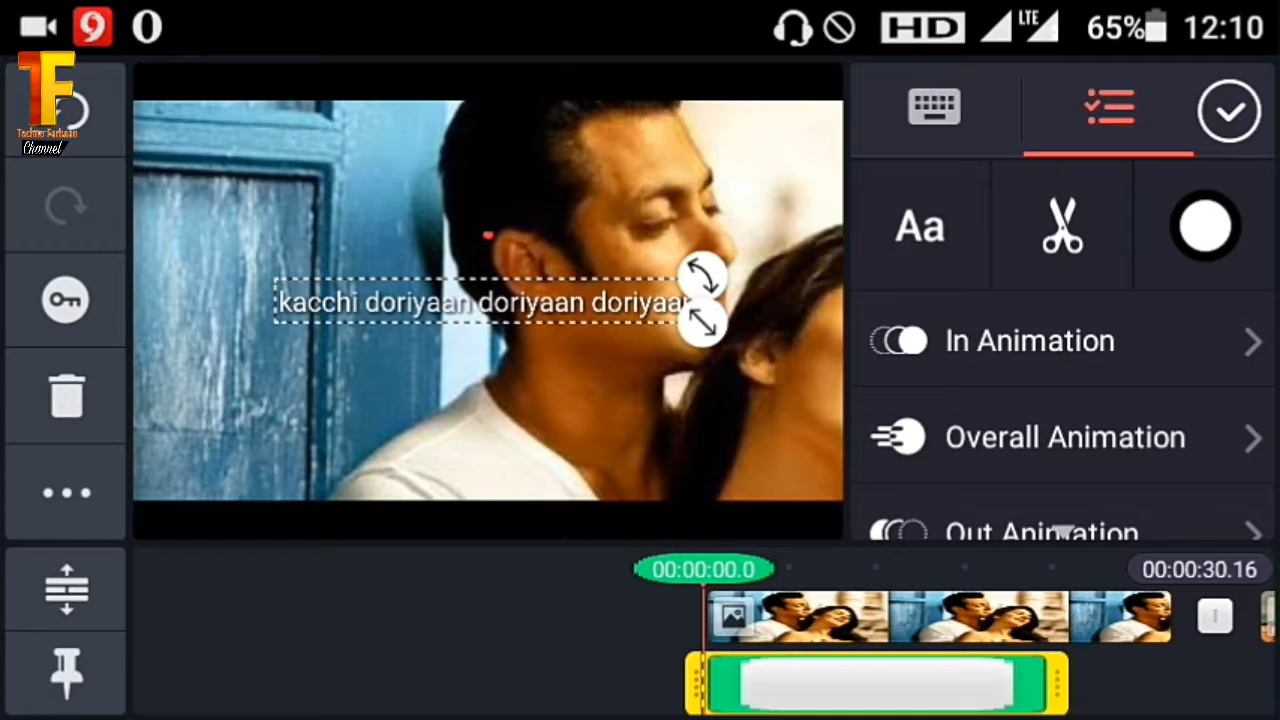 HD LTE 65% 12:10
TF
Techno Farhaan
Channel
kacchi doriyaan doriyaan doriyaan
Aa
In Animation
Overall Animation
Out Animation
00:00:00.0
00:00:30.16